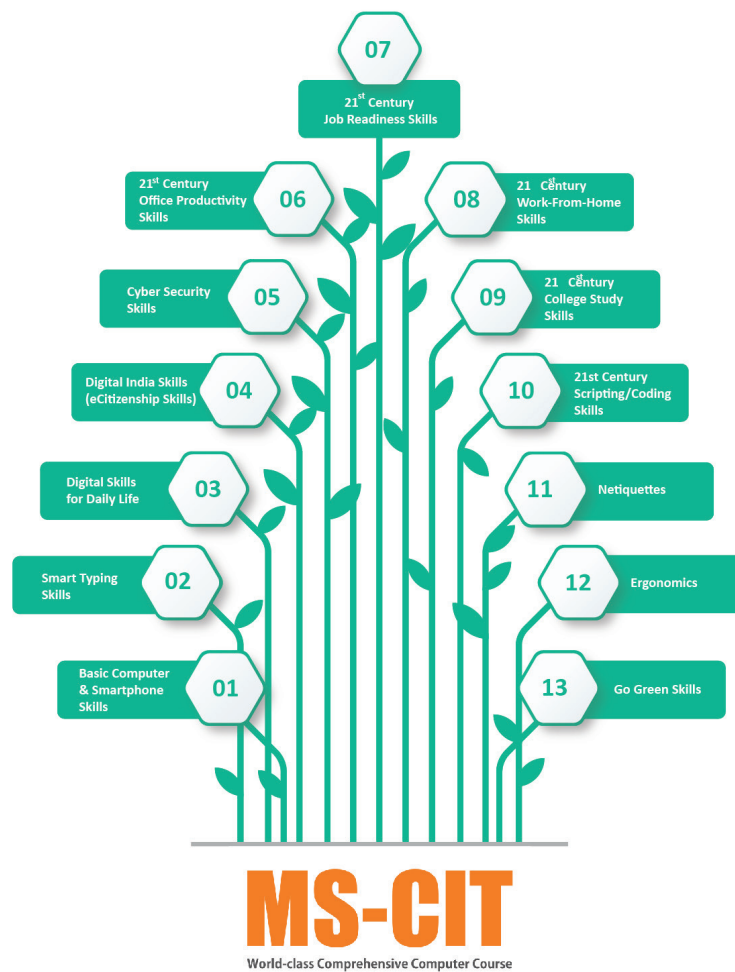 07
21st Century
Job Readiness Skills
21st Century
Office Productivity
Skills
06
08
21st Century
Work-From-Home
Skills
Cyber Security
Skills
05
09
21st Century
College Study
Skills
Digital India Skills
(eCitizenship Skills)
04
10
21st Century
Scripting/Coding
Skills
Digital Skills
for Daily Life
03
11
Netiquettes
Smart Typing
Skills
02
12
Ergonomics
Basic Computer
& Smartphone
Skills
01
13
Go Green Skills
MS-CIT
World-class Comprehensive Computer Course